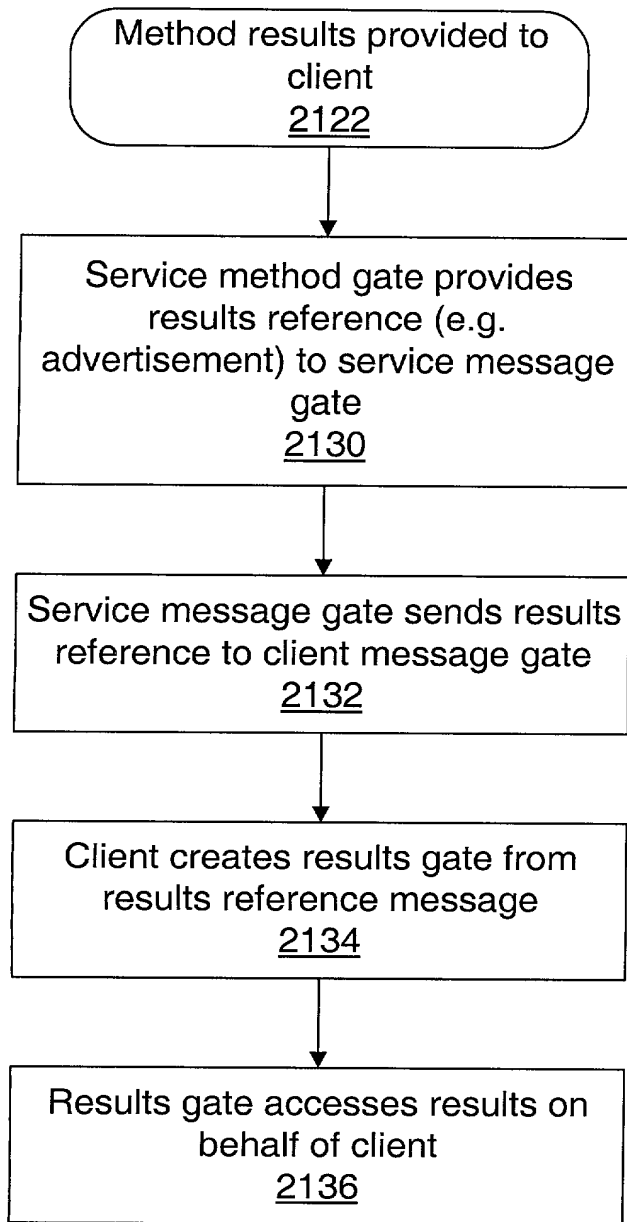 Method results provided to
client
2122
Service method gate provides
results reference (e.g.
advertisement) to service message
gate
2130
Service message gate sends results
reference to client message gate
2132
Client creates results gate from
results reference message
2134
Results gate accesses results on
behalf of client
2136